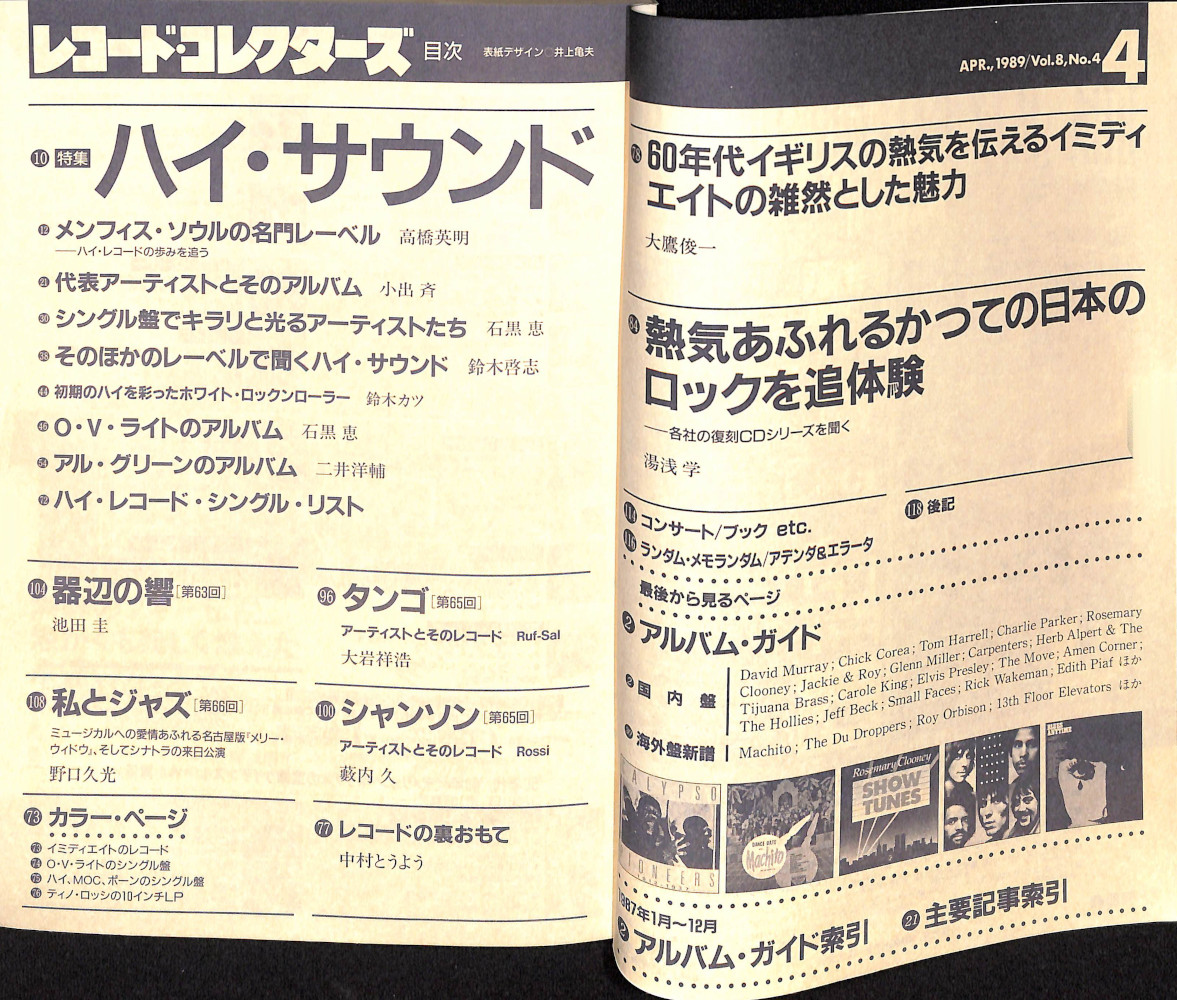 レコード・コレクターズ 目次 表紙デザイン 井上亀夫
10 特集 ハイ・サウンド
12 メンフィス・ソウルの名門レーベル 高橋英明
――ハイ・レコードの歩みを追う
21 代表アーティストとそのアルバム 小出 斉
30 シングル盤でキラリと光るアーティストたち 石黒 恵
38 そのほかのレーベルで聞くハイ・サウンド 鈴木啓志
44 初期のハイを彩ったホワイト・ロックンローラー 鈴木カツ
46 O・V・ライトのアルバム 石黒 恵
54 アル・グリーンのアルバム 二井洋輔
72 ハイ・レコード・シングル・リスト
104 器辺の響[第63回]
池田 圭
108 私とジャズ[第66回]
ミュージカルへの愛情あふれる名古屋版『メリー・
ウィドウ』、そしてシナトラの来日公演
野口久光
73 カラー・ページ
73 イミディエイトのレコード
74 O・V・ライトのシングル盤
75 ハイ、MOC、ポーンのシングル盤
76 ティノ・ロッシの10インチLP
96 タンゴ[第65回]
アーティストとそのレコード Ruf-Sal
大岩祥浩
100 シャンソン[第65回]
アーティストとそのレコード Rossi
薮内 久
77 レコードの裏おもて
中村とうよう
APR.,1989/Vol.8,No.4 4
78 60年代イギリスの熱気を伝えるイミディ
エイトの雑然とした魅力
大鷹俊一
84 熱気あふれるかつての日本の
ロックを追体験
――各社の復刻CDシリーズを聞く
湯浅 学
114 コンサート/ブック etc.
116 ランダム・メモランダム/アデンダ&エラータ
118 後記
最後から見るページ
2 アルバム・ガイド
2 国内盤
David Murray ; Chick Corea ; Tom Harrell ; Charlie Parker ; Rosemary
Clooney ; Jackie & Roy ; Glenn Miller ; Carpenters ; Herb Alpert & The
Tijuana Brass ; Carole King ; Elvis Presley ; The Move ; Amen Corner ;
The Hollies ; Jeff Beck ; Small Faces ; Rick Wakeman ; Edith Piaf ほか
海外盤新譜
Machito ; The Du Droppers ; Roy Orbison ; 13th Floor Elevators ほか
CALYPSO
PIONEERS
DANCE DATE
Machito
Rosemary Clooney
SHOW
TUNES
1987年1月〜12月
2 アルバム・ガイド索引
21 主要記事索引